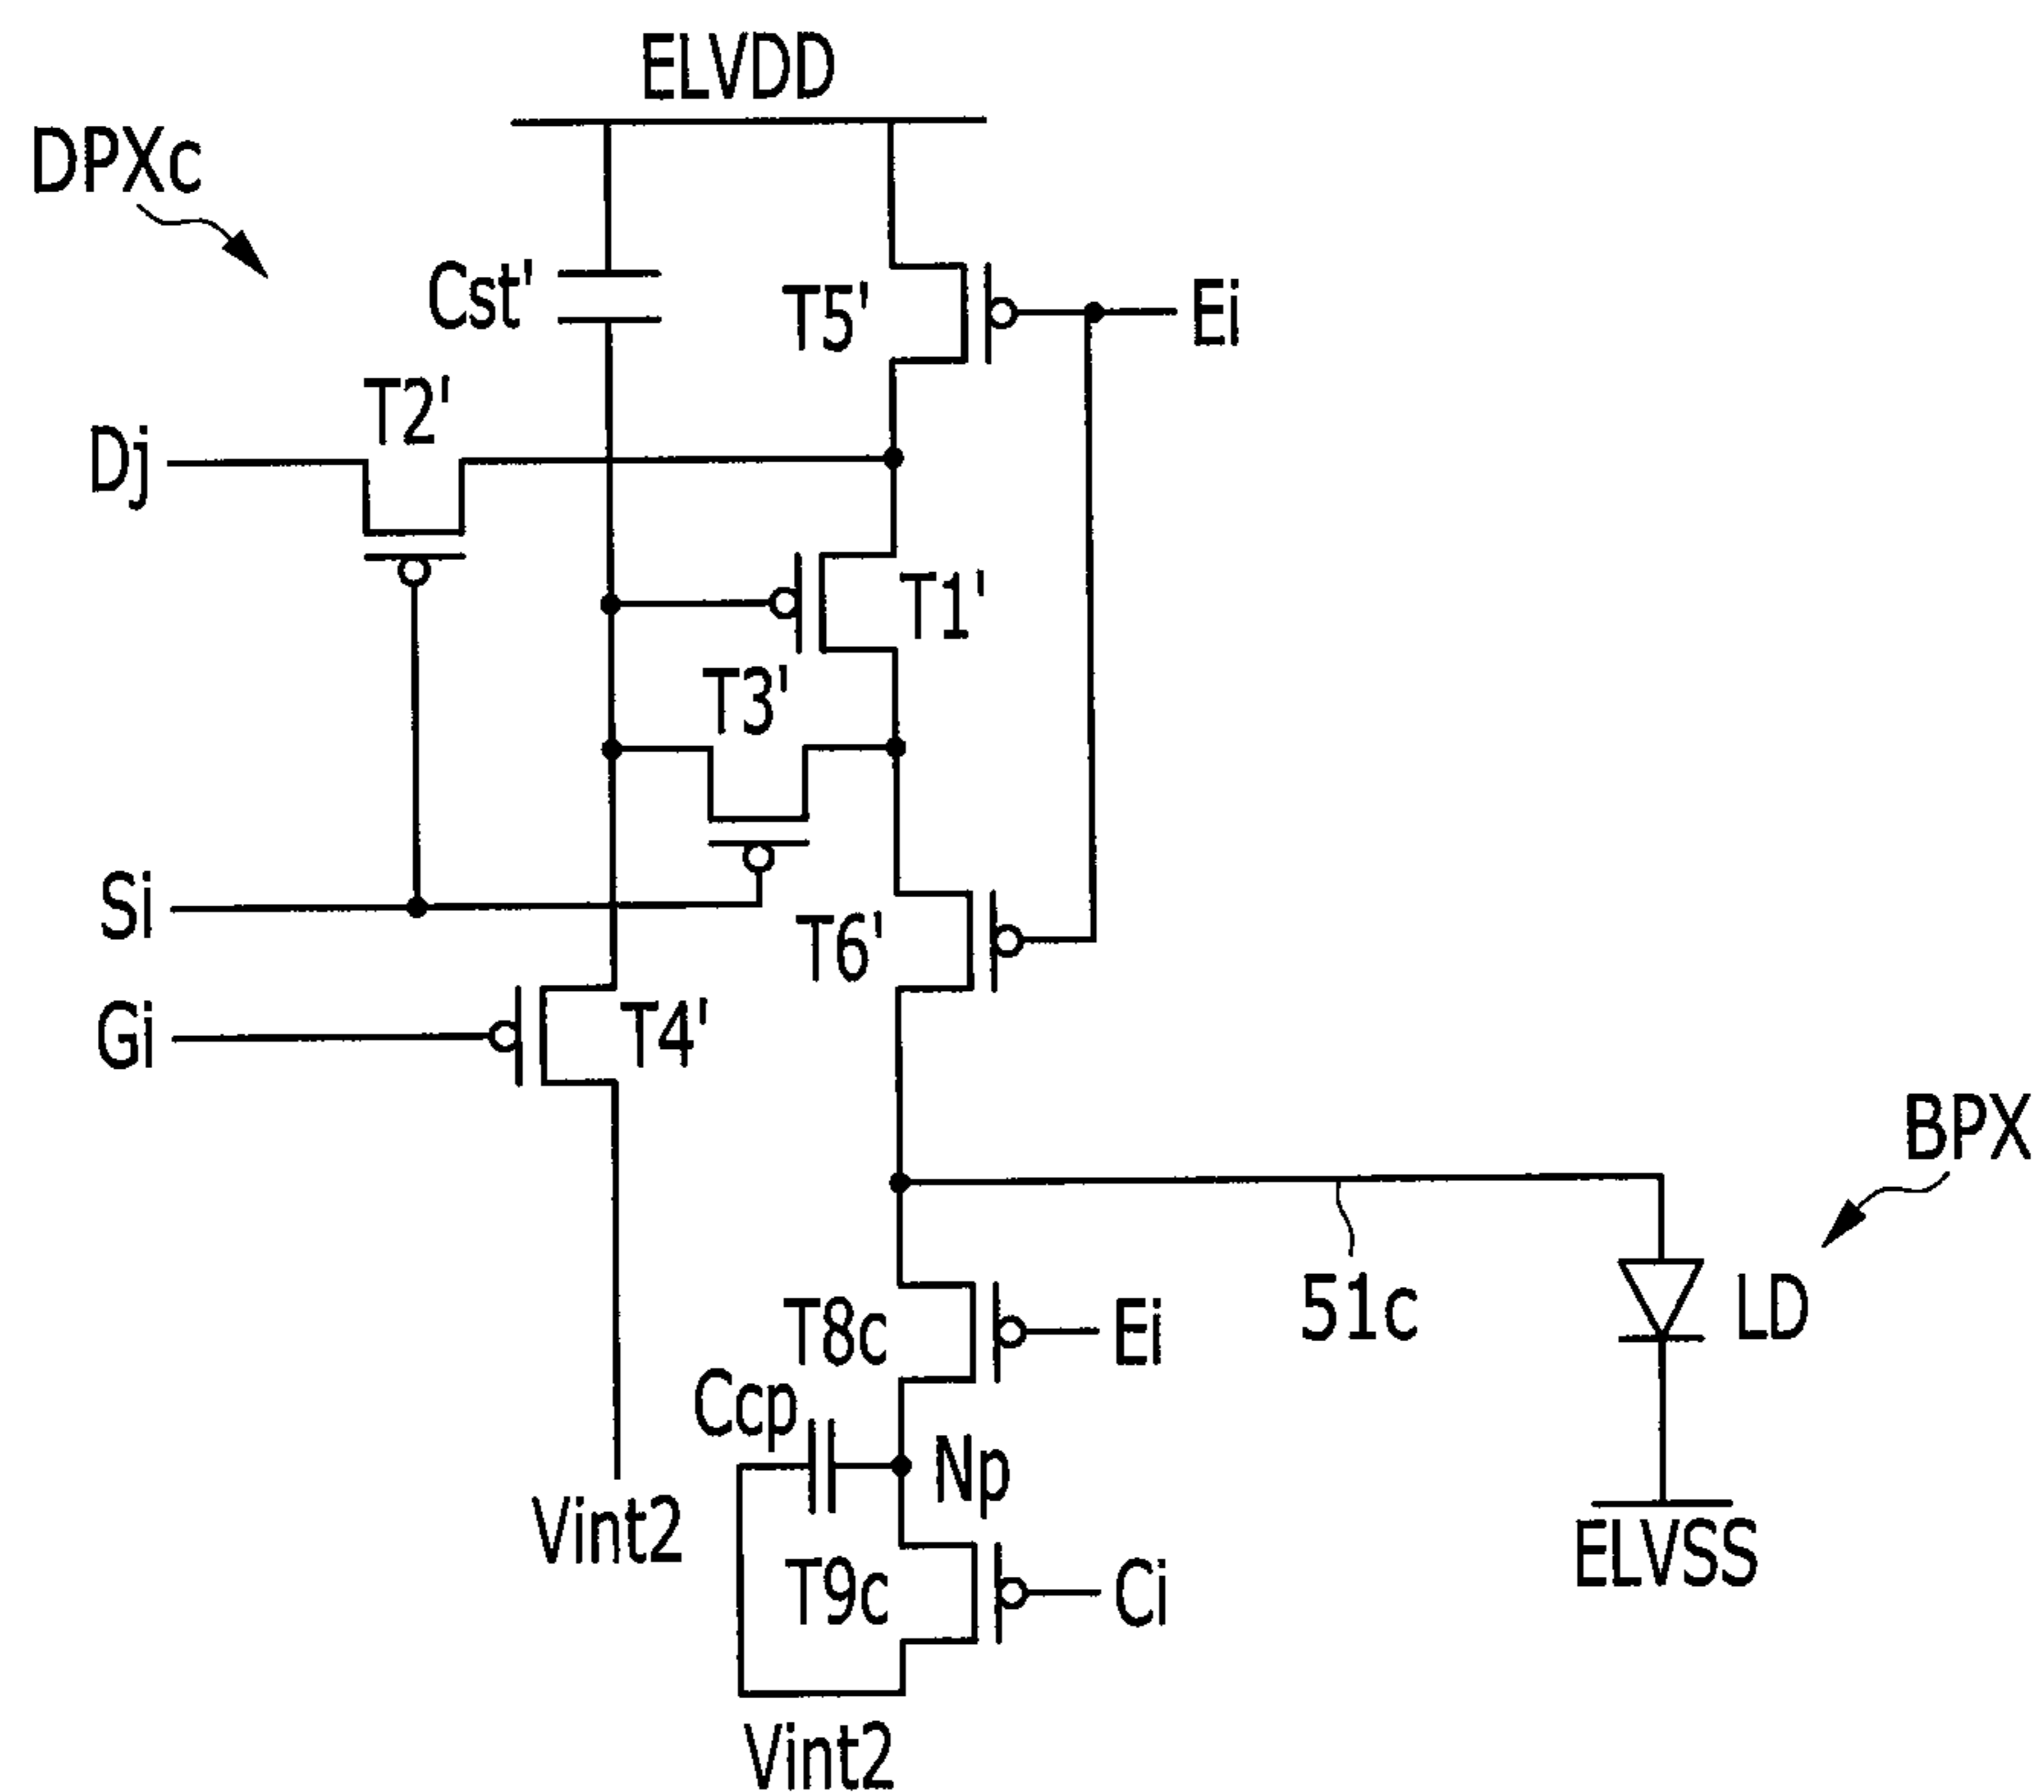 ELVDD
DPXc
Cst'
T5'
Ei
T2'
Dj
T1'
T3'
Si
T6'
Gi
T4'
BPX
T8c
Ei
51c
LD
Ccp
Np
Vint2
T9c
Ci
ELVSS
Vint2